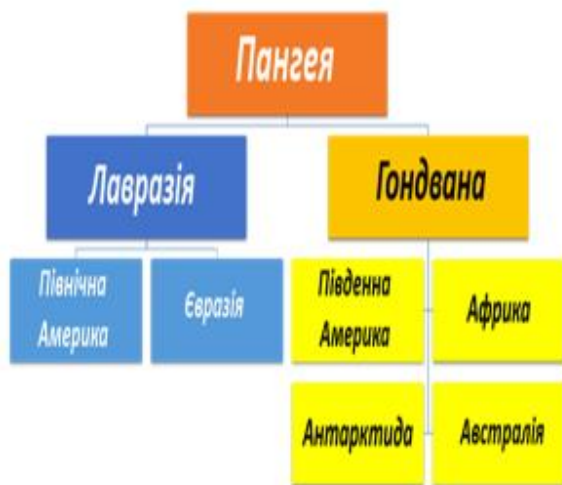 Пангея
Лавразія
Гондвана
Північна
Америка
Євразія
Південна
Америка
Африка
Антарктида
Австралія